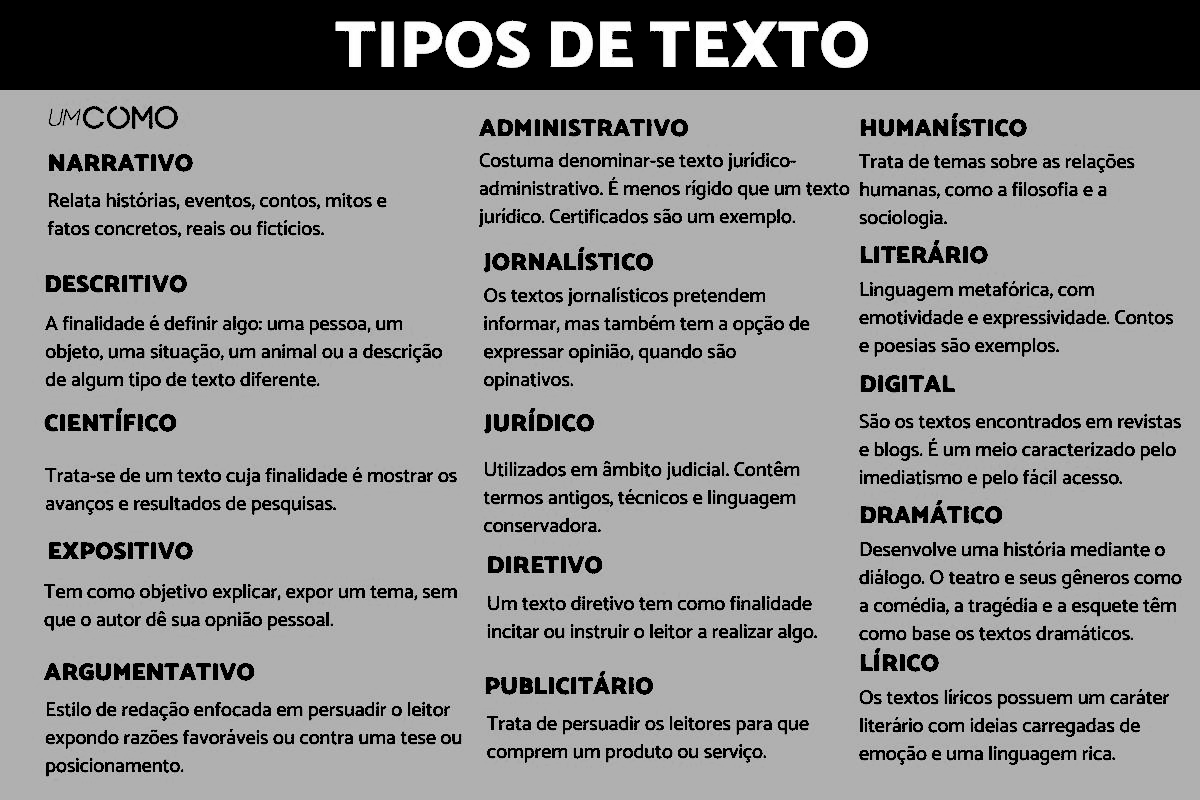 TIPOS DE TEXTO
UMCOMO
NARRATIVO
Relata histórias, eventos, contos, mitos e
fatos concretos, reais ou fictícios.
DESCRITIVO
A finalidade é definir algo: uma pessoa, um
objeto, uma situação, um animal ou a descrição
de algum tipo de texto diferente.
CIENTÍFICO
Trata-se de um texto cuja finalidade é mostrar os
avanços e resultados de pesquisas.
EXPOSITIVO
Tem como objetivo explicar, expor um tema, sem
que o autor dê sua opnião pessoal.
ARGUMENTATIVO
Estilo de redação enfocada em persuadir o leitor
expondo razões favoráveis ou contra uma tese ou
posicionamento.
ADMINISTRATIVO
Costuma denominar-se texto jurídico-
administrativo. É menos rígido que um texto
jurídico. Certificados são um exemplo.
JORNALÍSTICO
Os textos jornalísticos pretendem
informar, mas também tem a opção de
expressar opinião, quando são
opinativos.
JURÍDICO
Utilizados em âmbito judicial. Contêm
termos antigos, técnicos e linguagem
conservadora.
DIRETIVO
Um texto diretivo tem como finalidade
incitar ou instruir o leitor a realizar algo.
PUBLICITÁRIO
Trata de persuadir os leitores para que
comprem um produto ou serviço.
HUMANÍSTICO
Trata de temas sobre as relações
humanas, como a filosofia e a
sociologia.
LITERÁRIO
Linguagem metafórica, com
emotividade e expressividade. Contos
e poesias são exemplos.
DIGITAL
São os textos encontrados em revistas
e blogs. É um meio caracterizado pelo
imediatismo e pelo fácil acesso.
DRAMÁTICO
Desenvolve uma história mediante o
diálogo. O teatro e seus gêneros como
a comédia, a tragédia e a esquete têm
como base os textos dramáticos.
LÍRICO
Os textos líricos possuem um caráter
literário com ideias carregadas de
emoção e uma linguagem rica.